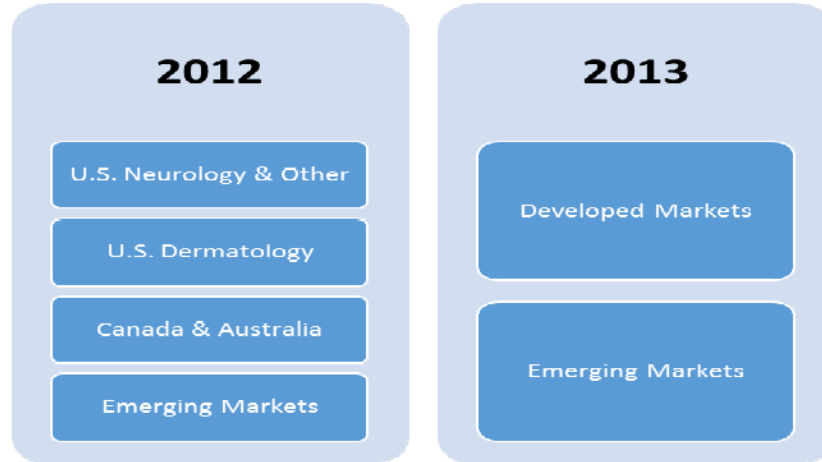 2012
U.S. Neurology & Other
U.S. Dermatology
Canada & Australia
Emerging Markets
2013
Developed Markets
Emerging Markets